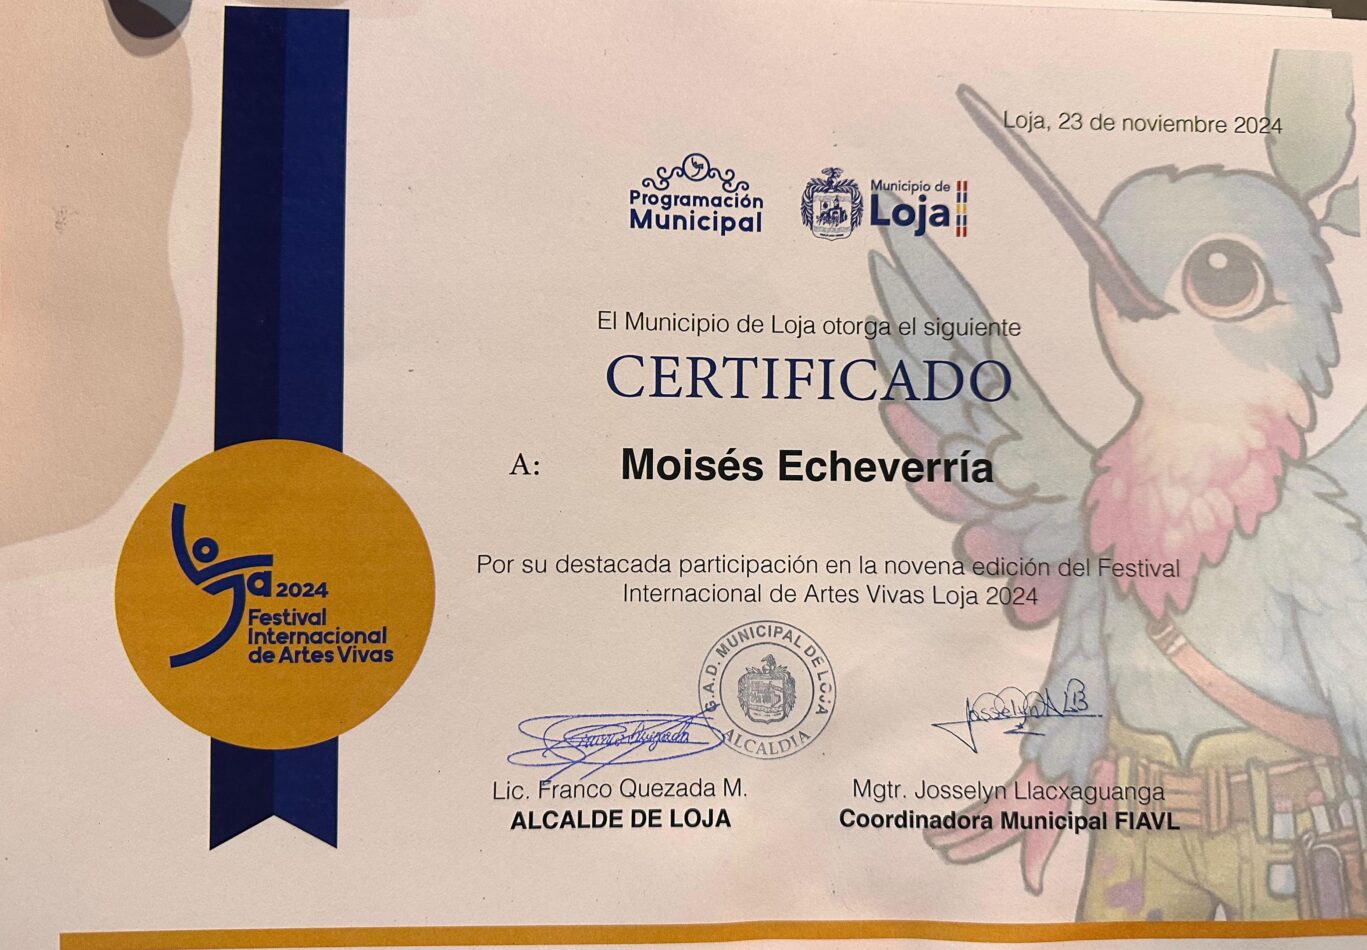 Loja, 23 de noviembre 2024
Programación
Municipal
Municipio de
Loja
El Municipio de Loja otorga el siguiente
CERTIFICADO
A: Moisés Echeverría
Por su destacada participación en la novena edición del Festival
Internacional de Artes Vivas Loja 2024
Loja 2024
Festival
Internacional
de Artes Vivas
G.A.D. MUNICIPAL DE LOJA
ALCALDIA
Lic. Franco Quezada M.
ALCALDE DE LOJA
Mgtr. Josselyn Llacxaguanga
Coordinadora Municipal FIAVL